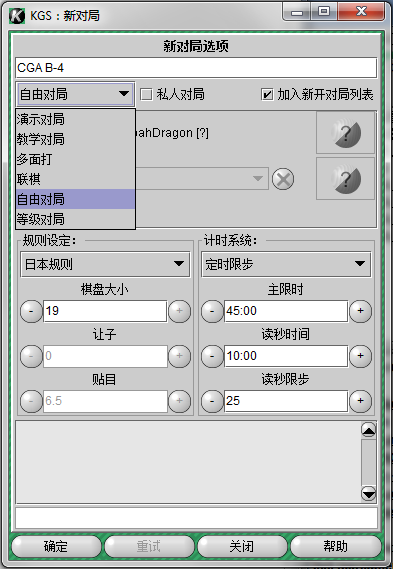 KGS：新对局
新对局选项
CGA B-4
自由对局 私人对局 加入新开对局列表
演示对局
教学对局
多面打
联棋
自由对局
等级对局
nahDragon [?]
规则设定： 计时系统：
日本规则 定时限步
棋盘大小 主限时
- 19 + - 45:00 +
让子 读秒时间
- 0 + - 10:00 +
贴目 读秒限步
- 6.5 + - 25 +
确定 重试 关闭 帮助